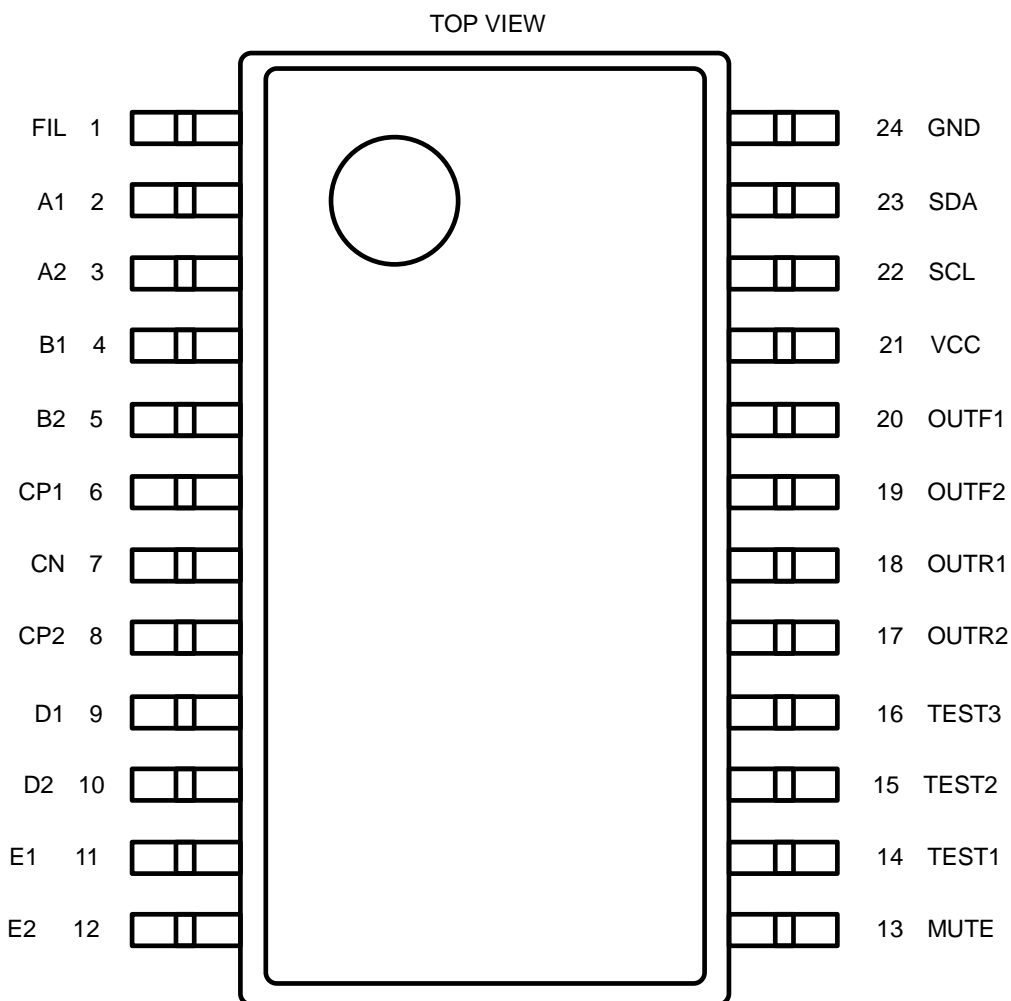 TOP VIEW
FIL 1 24 GND
A1 2 23 SDA
A2 3 22 SCL
B1 4 21 VCC
B2 5 20 OUTF1
CP1 6 19 OUTF2
CN 7 18 OUTR1
CP2 8 17 OUTR2
D1 9 16 TEST3
D2 10 15 TEST2
E1 11 14 TEST1
E2 12 13 MUTE